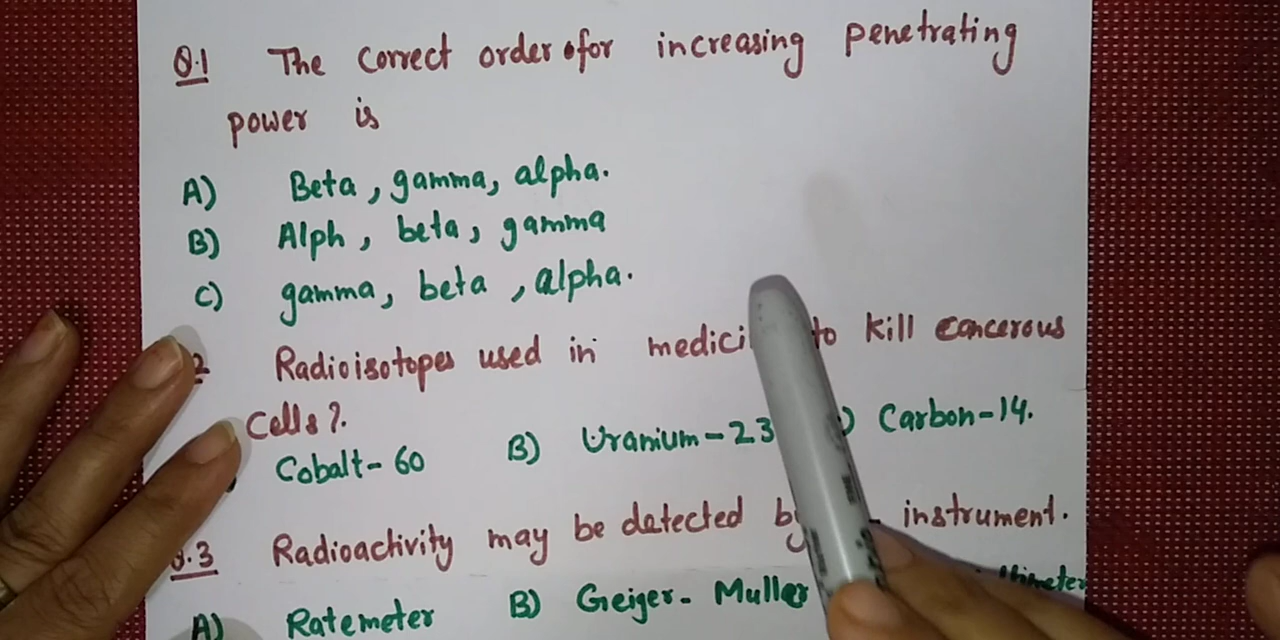 Q.1 The correct order for increasing penetrating
power is
A) Beta, gamma, alpha.
B) Alph, beta, gamma
C) gamma, beta, alpha.
2 Radioisotopes used in medici to kill cancerous
Cells?
Cobalt-60 B) Uranium-23 ) Carbon-14.
Q.3 Radioactivity may be detected by instrument.
A) Ratemeter B) Geiger-Muller